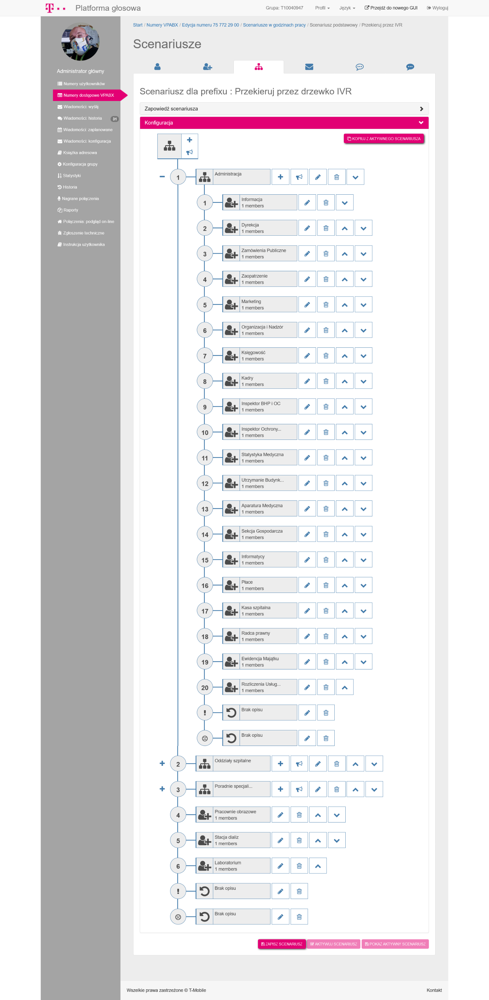 T
Platforma głosowa
Grupa: T10040947
Profil
Język
Przejdź do nowego GUI
Wyloguj
Administrator główny
Numery użytkowników
Numery dostępowe VPABX
Wiadomości: wyślij
Wiadomości: historia 31
Wiadomości: zaplanowane
Wiadomości: konfiguracja
Książka adresowa
Konfiguracja grupy
Statystyki
Historia
Nagrane połączenia
Raporty
Połączenia: podgląd on-line
Zgłoszenie techniczne
Instrukcja użytkownika
Start / Numery VPABX / Edycja numeru 75 772 29 00 / Scenariusze w godzinach pracy / Scenariusz podstawowy / Przekieruj przez IVR
Scenariusze
Scenariusz dla prefixu : Przekieruj przez drzewko IVR
Zapowiedź scenariusza
Konfiguracja
KOPIUJ Z AKTYWNEGO SCENARIUSZA
1 Administracja
1 Informacja
1 members
2 Dyrekcja
1 members
3 Zamówienia Publiczne
1 members
4 Zaopatrzenie
1 members
5 Marketing
1 members
6 Organizacja i Nadzór
1 members
7 Księgowość
1 members
8 Kadry
1 members
9 Inspektor BHP i OC
1 members
10 Inspektor Ochrony...
1 members
11 Statystyka Medyczna
1 members
12 Utrzymanie Budynk...
1 members
13 Aparatura Medyczna
1 members
14 Sekcja Gospodarcza
1 members
15 Informatycy
1 members
16 Płace
1 members
17 Kasa szpitalna
1 members
18 Radca prawny
1 members
19 Ewidencja Majątku
1 members
20 Rozliczenia Usług...
1 members
! Brak opisu
Brak opisu
2 Oddziały szpitalne
3 Poradnie specjali...
4 Pracownie obrazowe
1 members
5 Stacja dializ
1 members
6 Laboratorium
1 members
! Brak opisu
Brak opisu
ZAPISZ SCENARIUSZ
AKTYWUJ SCENARIUSZ
POKAŻ AKTYWNY SCENARIUSZ
Wszelkie prawa zastrzeżone © T-Mobile
Kontakt